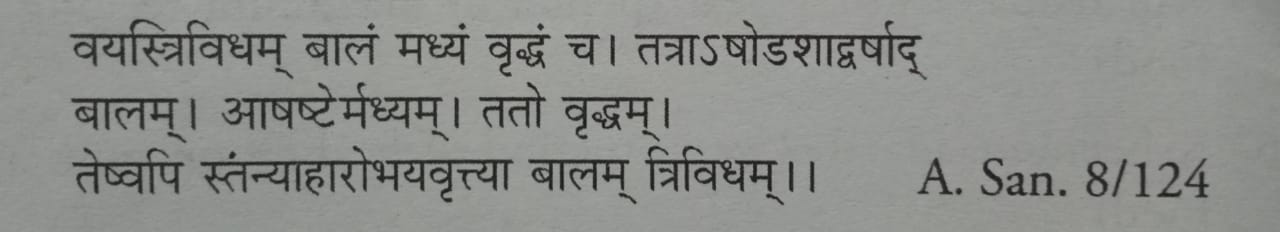 वयस्त्रिविधम् बालं मध्यं वृद्धं च। तत्राऽषोडशाद्वर्षाद्
बालम्। आषष्टेर्मध्यम्। ततो वृद्धम्।
तेष्वपि स्तंन्याहारोभयवृत्त्या बालम् त्रिविधम्।। A. San. 8/124